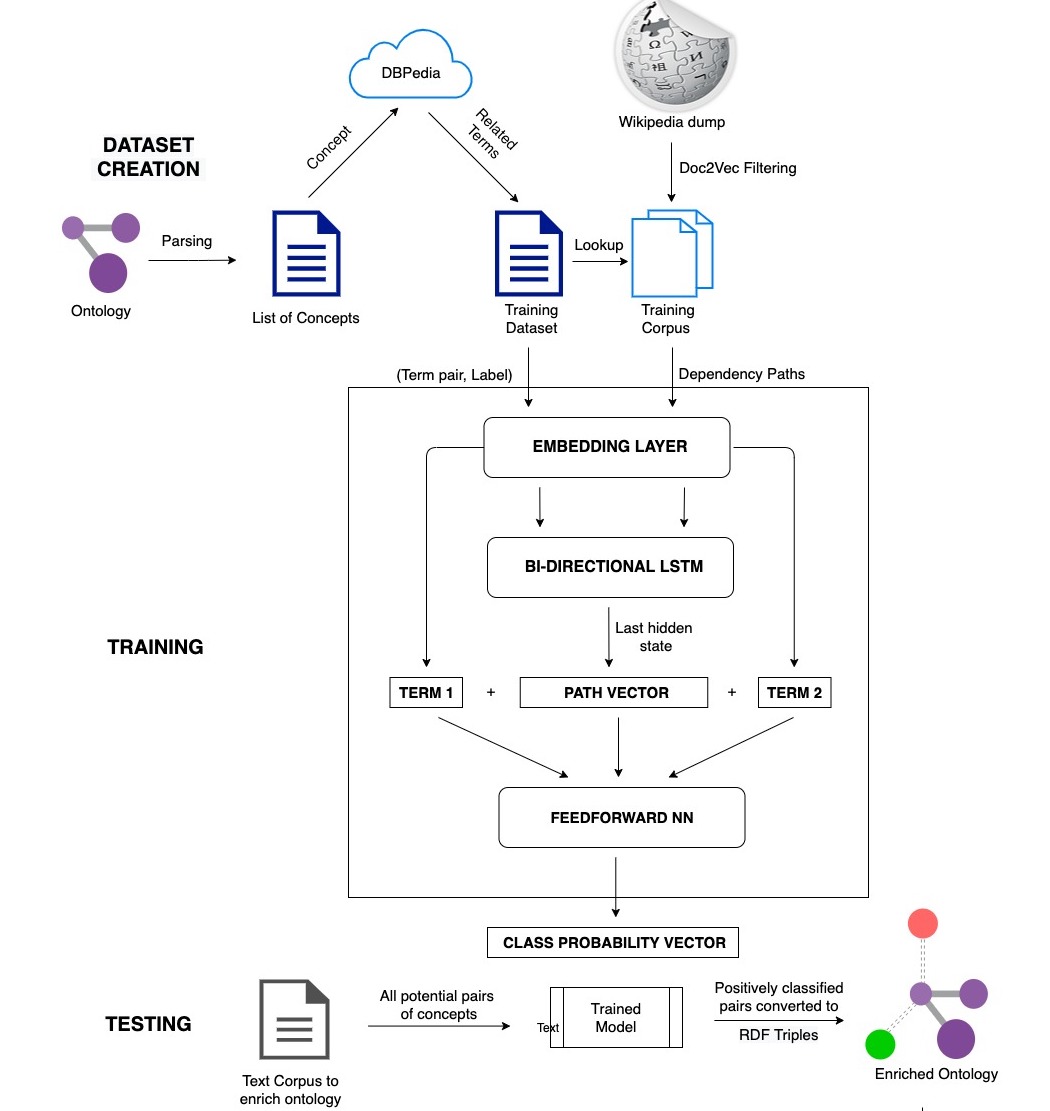 DBPedia
Wikipedia dump
Concept
Related
Terms
DATASET
CREATION
Doc2Vec Filtering
Parsing
Lookup
Ontology
List of Concepts
Training
Dataset
Training
Corpus
(Term pair, Label)
Dependency Paths
EMBEDDING LAYER
BI-DIRECTIONAL LSTM
Last hidden
state
TRAINING
TERM 1
+
PATH VECTOR
+
TERM 2
FEEDFORWARD NN
CLASS PROBABILITY VECTOR
TESTING
All potential pairs
of concepts
Text
Trained
Model
Positively classified
pairs converted to
RDF Triples
Text Corpus to
enrich ontology
Enriched Ontology